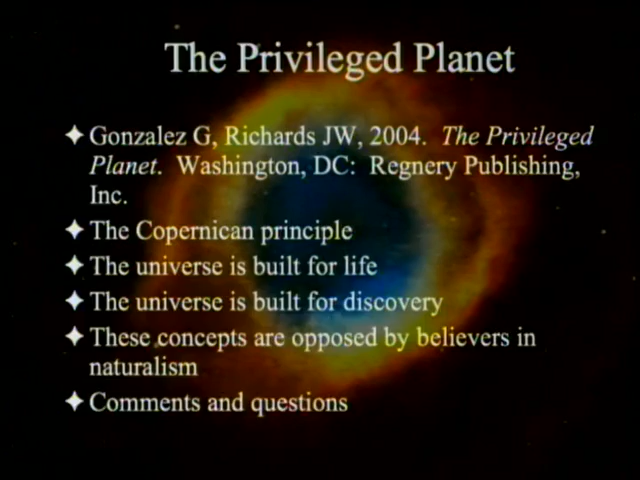 The Privileged Planet
Gonzalez G, Richards JW, 2004. The Privileged
Planet. Washington, DC: Regnery Publishing,
Inc.
The Copernican principle
The universe is built for life
The universe is built for discovery
These concepts are opposed by believers in
naturalism
Comments and questions